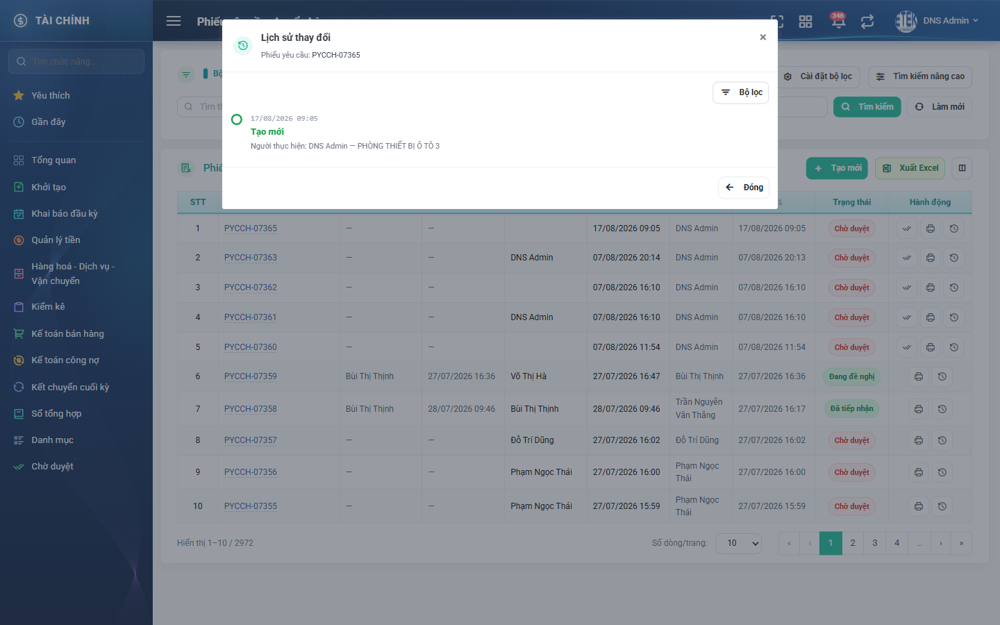 TÀI CHÍNH
Tìm chức năng...
Yêu thích
Gần đây
Tổng quan
Khởi tạo
Khai báo đầu kỳ
Quản lý tiền
Hàng hoá - Dịch vụ -
Vận chuyển
Kiểm kê
Kế toán bán hàng
Kế toán công nợ
Kết chuyển cuối kỳ
Sổ tổng hợp
Danh mục
Chờ duyệt
346
DNS Admin
Lịch sử thay đổi
Phiếu yêu cầu: PYCCH-07365
×
Bộ lọc
17/08/2026 09:05
Tạo mới
Người thực hiện: DNS Admin — PHÒNG THIẾT BỊ Ô TÔ 3
Đóng
Cài đặt bộ lọc
Tìm kiếm nâng cao
Tìm kiếm
Làm mới
+ Tạo mới
Xuất Excel
STT Trạng thái Hành động
1 PYCCH-07365 — — 17/08/2026 09:05 DNS Admin 17/08/2026 09:05 Chờ duyệt
2 PYCCH-07363 — — DNS Admin 07/08/2026 20:14 DNS Admin 07/08/2026 20:13 Chờ duyệt
3 PYCCH-07362 — — 07/08/2026 16:10 DNS Admin 07/08/2026 16:10 Chờ duyệt
4 PYCCH-07361 — — DNS Admin 07/08/2026 16:10 DNS Admin 07/08/2026 16:10 Chờ duyệt
5 PYCCH-07360 — — 07/08/2026 11:54 DNS Admin 07/08/2026 11:54 Chờ duyệt
6 PYCCH-07359 Bùi Thị Thịnh 27/07/2026 16:36 Võ Thị Hà 27/07/2026 16:47 Bùi Thị Thịnh 27/07/2026 16:36 Đang đề nghị
7 PYCCH-07358 Bùi Thị Thịnh 28/07/2026 09:46 Bùi Thị Thịnh 28/07/2026 09:46 Trần Nguyễn Văn Thắng 27/07/2026 16:17 Đã tiếp nhận
8 PYCCH-07357 — — Đỗ Trí Dũng 27/07/2026 16:02 Đỗ Trí Dũng 27/07/2026 16:02 Chờ duyệt
9 PYCCH-07356 — — Phạm Ngọc Thái 27/07/2026 16:00 Phạm Ngọc Thái 27/07/2026 16:00 Chờ duyệt
10 PYCCH-07355 — — Phạm Ngọc Thái 27/07/2026 15:59 Phạm Ngọc Thái 27/07/2026 15:59 Chờ duyệt
Hiển thị 1–10 / 2972
Số dòng/trang: 10
« ‹ 1 2 3 4 ... › »